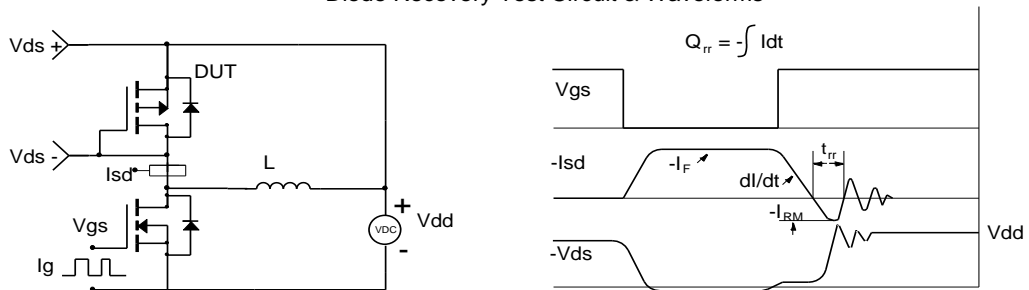 Diode Recovery Test Circuit & Waveforms
Vds +
DUT
Vds -
Isd
L
Vgs
Ig
+
VDC
-
Vdd
Qrr = -∫ Idt
Vgs
-Isd
-IF
dI/dt
trr
-IRM
Vdd
-Vds